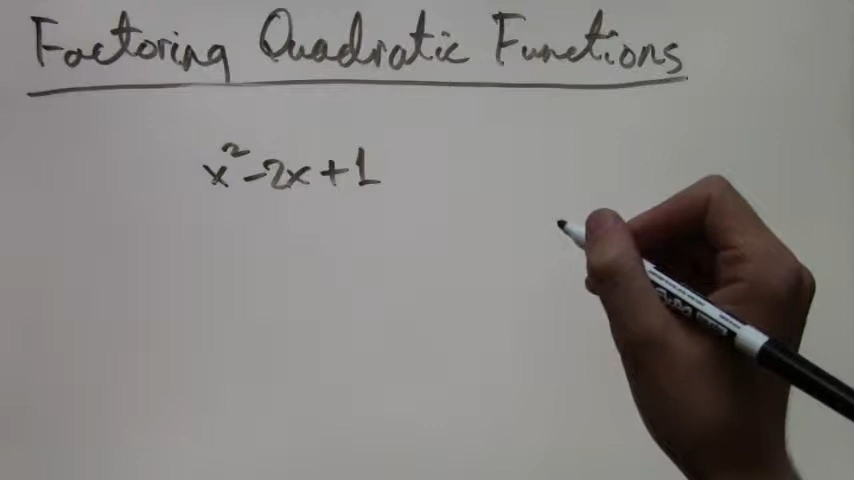 Factoring Quadratic Functions
x² - 2x + 1